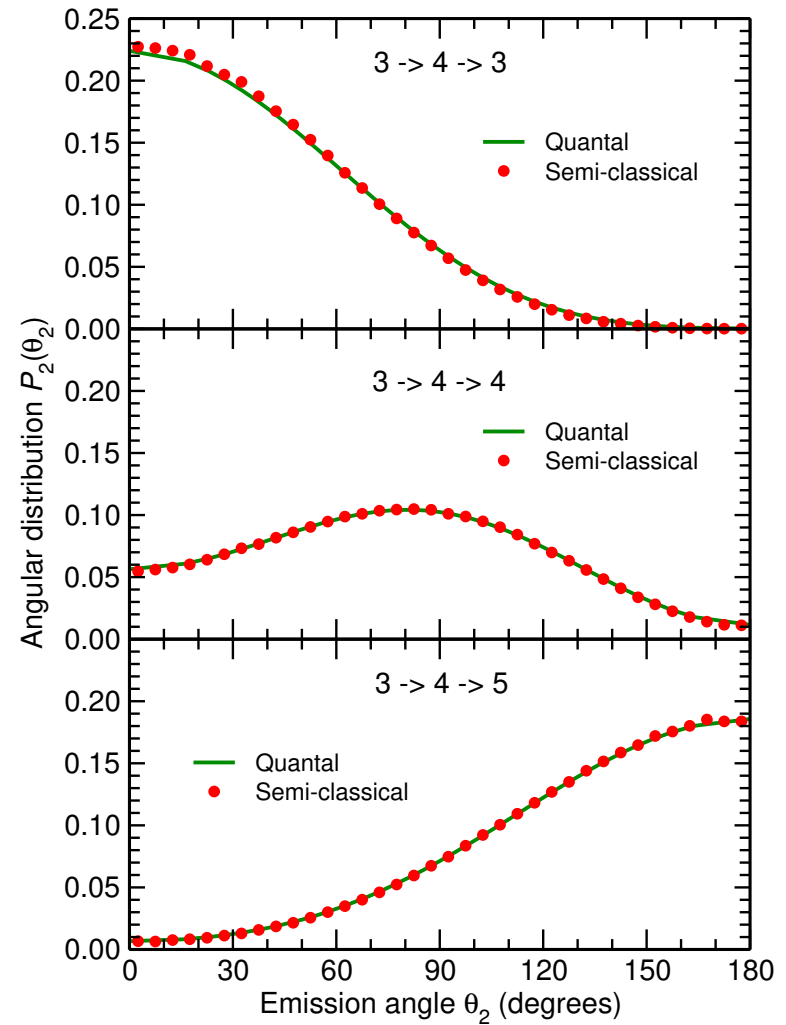 0.25
0.20
0.15
0.10
0.05
0.00
3 -> 4 -> 3
Quantal
Semi-classical
0.20
0.15
0.10
0.05
0.00
3 -> 4 -> 4
Quantal
Semi-classical
0.20
0.15
0.10
0.05
0.00
3 -> 4 -> 5
Quantal
Semi-classical
Angular distribution P₂(θ₂)
0 30 60 90 120 150 180
Emission angle θ₂ (degrees)